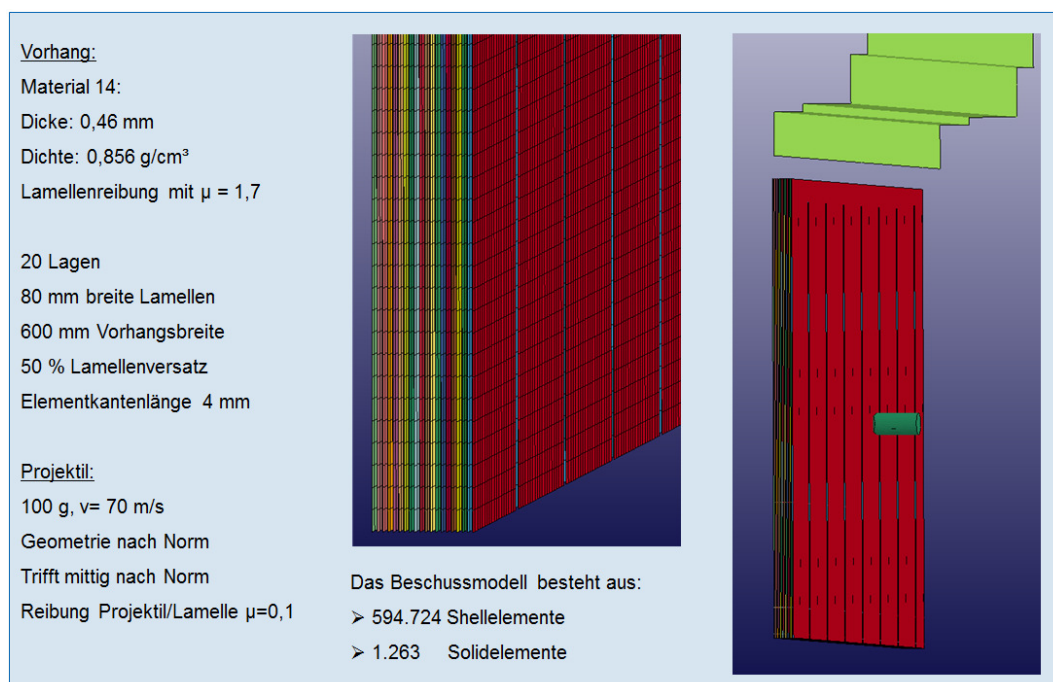 Vorhang:
Material 14:
Dicke: 0,46 mm
Dichte: 0,856 g/cm³
Lamellenreibung mit μ = 1,7
20 Lagen
80 mm breite Lamellen
600 mm Vorhangsbreite
50 % Lamellenversatz
Elementkantenlänge 4 mm
Projektil:
100 g, v= 70 m/s
Geometrie nach Norm
Trifft mittig nach Norm
Reibung Projektil/Lamelle μ=0,1
Das Beschussmodell besteht aus:
➢ 594.724 Shellelemente
➢ 1.263 Solidelemente